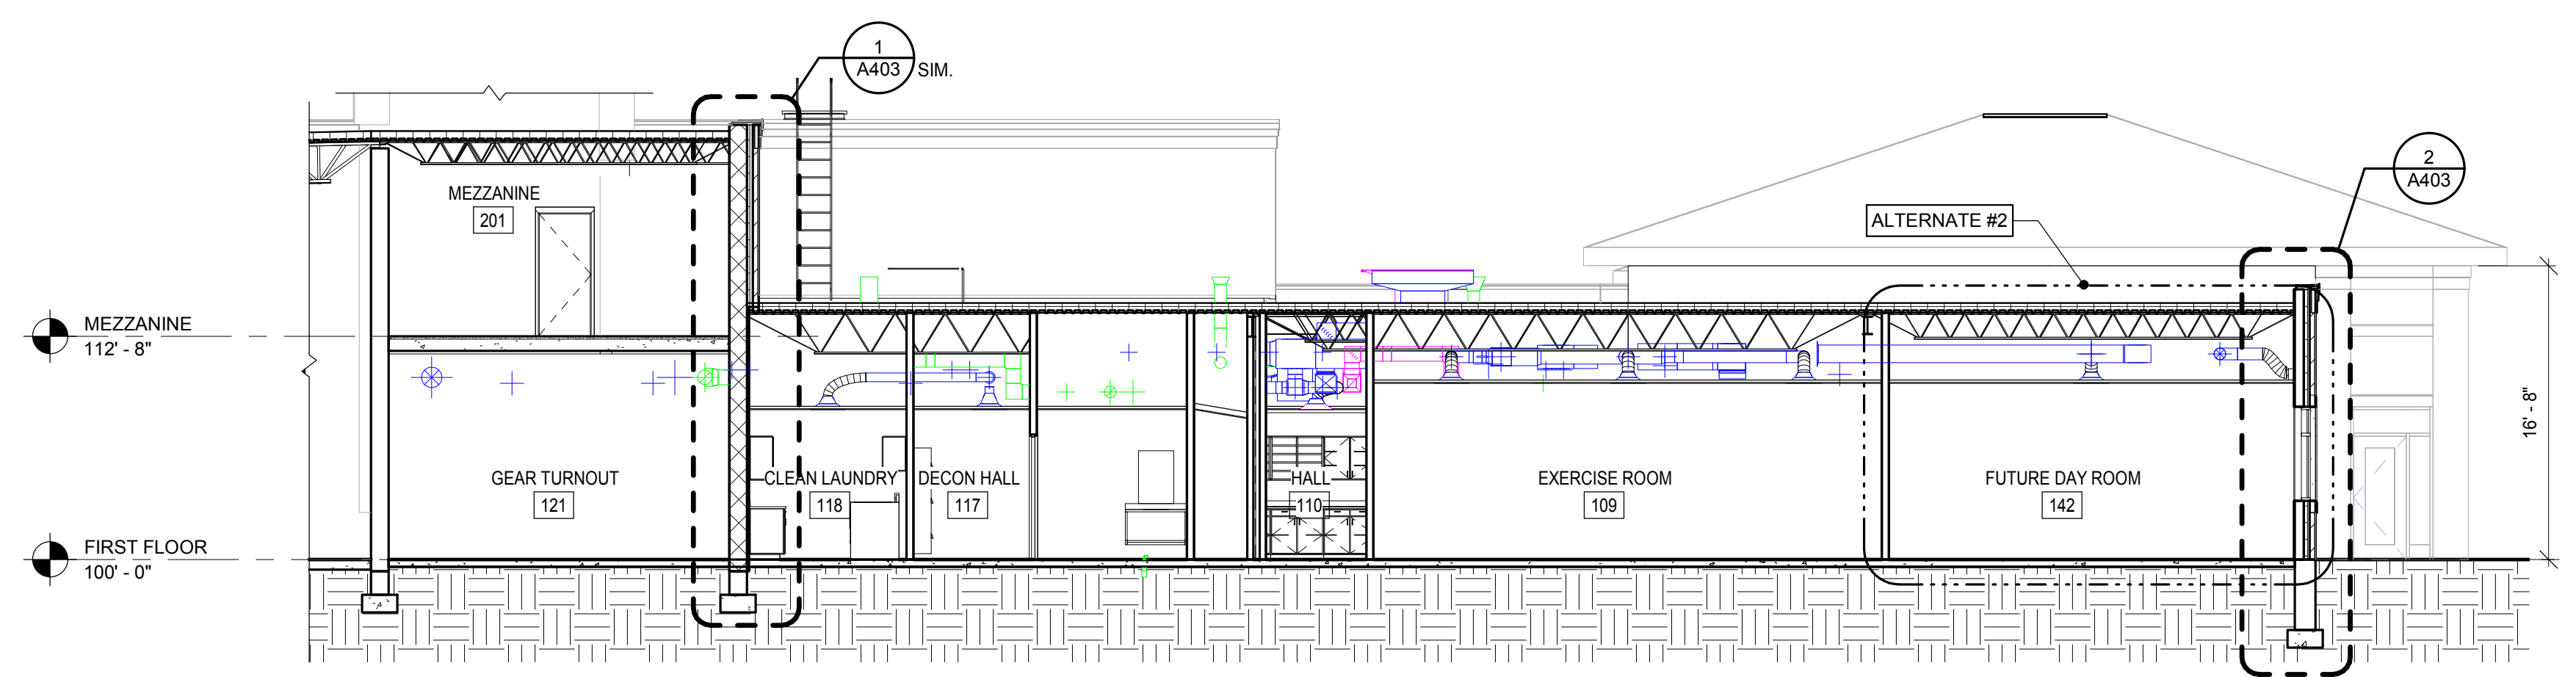 1
A403
SIM.
2
A403
MEZZANINE
201
ALTERNATE #2
MEZZANINE
112' - 8"
16' - 8"
GEAR TURNOUT
121
CLEAN LAUNDRY
118
DECON HALL
117
HALL
110
EXERCISE ROOM
109
FUTURE DAY ROOM
142
FIRST FLOOR
100' - 0"